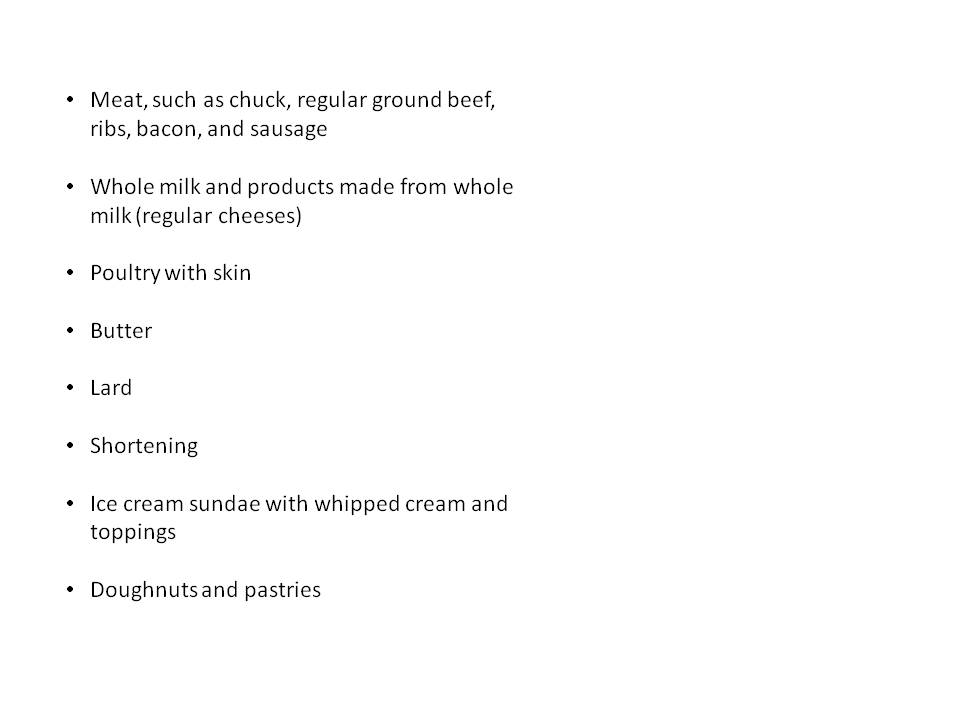 • Meat, such as chuck, regular ground beef,
ribs, bacon, and sausage
• Whole milk and products made from whole
milk (regular cheeses)
• Poultry with skin
• Butter
• Lard
• Shortening
• Ice cream sundae with whipped cream and
toppings
• Doughnuts and pastries